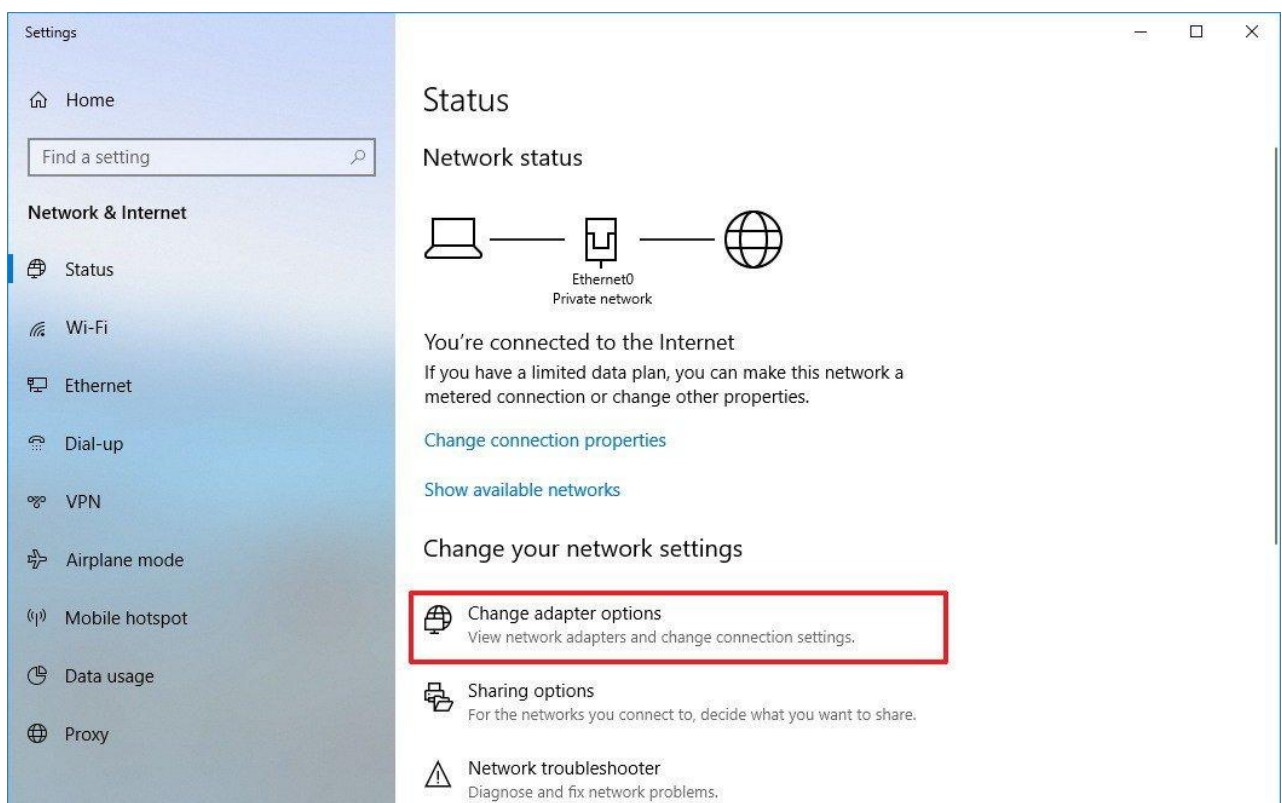 Settings
Home
Find a setting
Network & Internet
Status
Wi-Fi
Ethernet
Dial-up
VPN
Airplane mode
Mobile hotspot
Data usage
Proxy
Status
Network status
Ethernet0
Private network
You're connected to the Internet
If you have a limited data plan, you can make this network a
metered connection or change other properties.
Change connection properties
Show available networks
Change your network settings
Change adapter options
View network adapters and change connection settings.
Sharing options
For the networks you connect to, decide what you want to share.
Network troubleshooter
Diagnose and fix network problems.